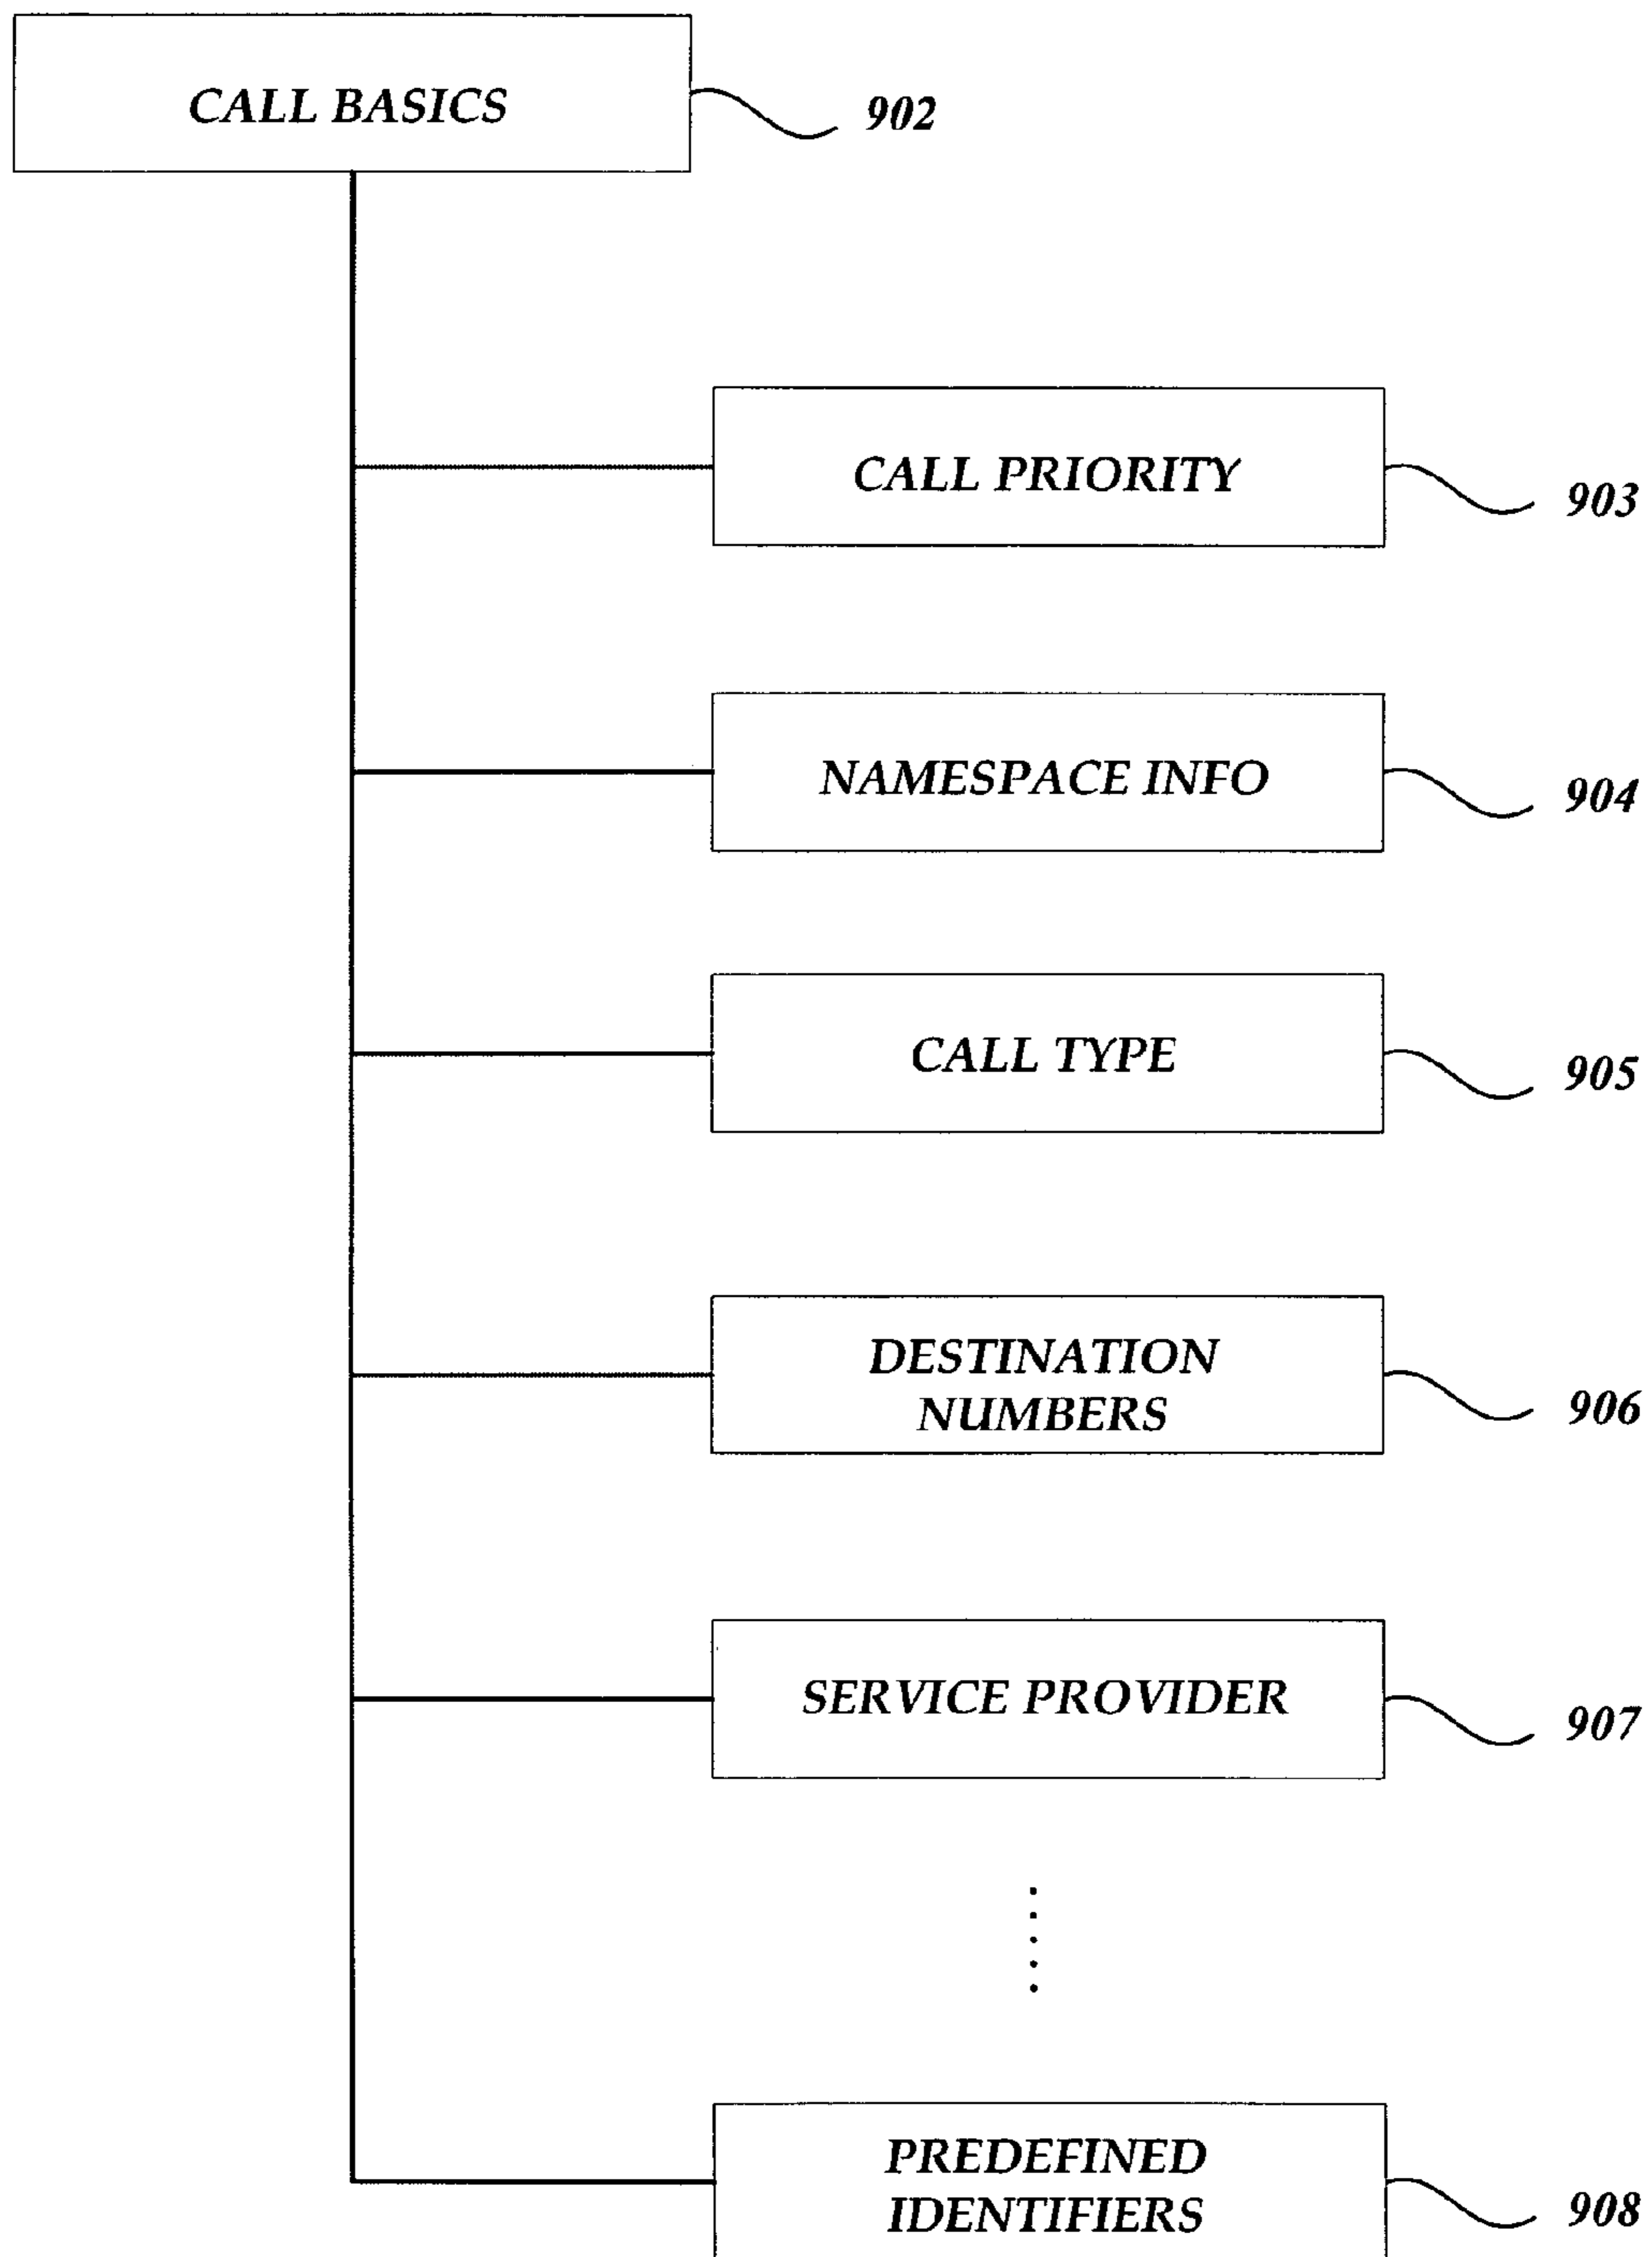 CALL BASICS
902
CALL PRIORITY
903
NAMESPACE INFO
904
CALL TYPE
905
DESTINATION
NUMBERS
906
SERVICE PROVIDER
907
PREDEFINED
IDENTIFIERS
908